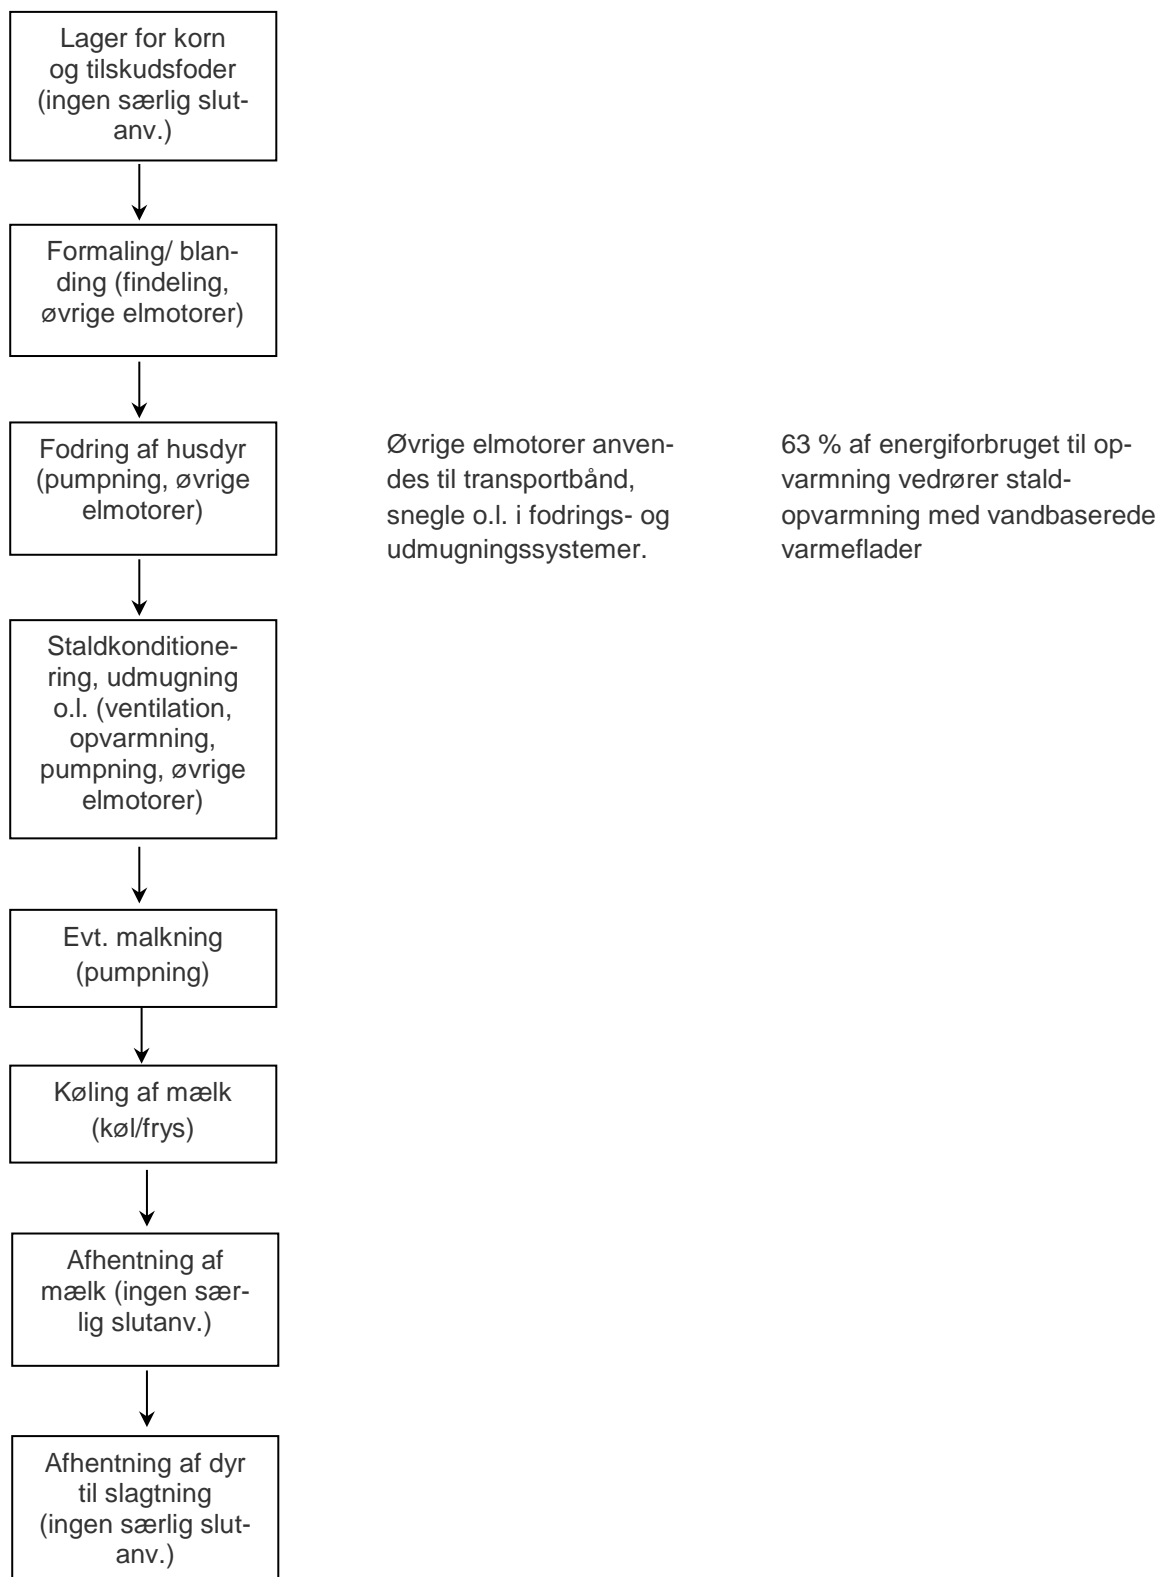 Lager for korn
og tilskudsfoder
(ingen særlig slut-
anv.)
Formaling/ blan-
ding (findeling,
øvrige elmotorer)
Fodring af husdyr
(pumpning, øvrige
elmotorer)
Øvrige elmotorer anven-
des til transportbånd,
snegle o.l. i fodrings- og
udmugningssystemer.
63 % af energiforbruget til op-
varmning vedrører stald-
opvarmning med vandbaserede
varmeflader
Staldkonditione-
ring, udmugning
o.l. (ventilation,
opvarmning,
pumpning, øvrige
elmotorer)
Evt. malkning
(pumpning)
Køling af mælk
(køl/frys)
Afhentning af
mælk (ingen sær-
lig slutanv.)
Afhentning af dyr
til slagtning
(ingen særlig slut-
anv.)